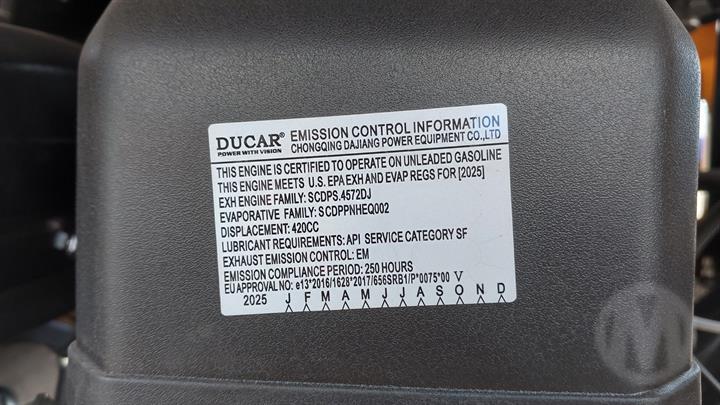 DUCAR® EMISSION CONTROL INFORMATION
POWER WITH VISION CHONGQING DAJIANG POWER EQUIPMENT CO.,LTD
THIS ENGINE IS CERTIFIED TO OPERATE ON UNLEADED GASOLINE
THIS ENGINE MEETS U.S. EPA EXH AND EVAP REGS FOR [2025]
EXH ENGINE FAMILY: SCDPS.4572DJ
EVAPORATIVE FAMILY: SCDPPNHEQ002
DISPLACEMENT: 420CC
LUBRICANT REQUIREMENTS: API SERVICE CATEGORY SF
EXHAUST EMISSION CONTROL: EM
EMISSION COMPLIANCE PERIOD: 250 HOURS
EU APPROVAL NO: e13*2016/1628*2017/656SRB1/P*0075*00 V
2025 J F M A M J J A S O N D
M